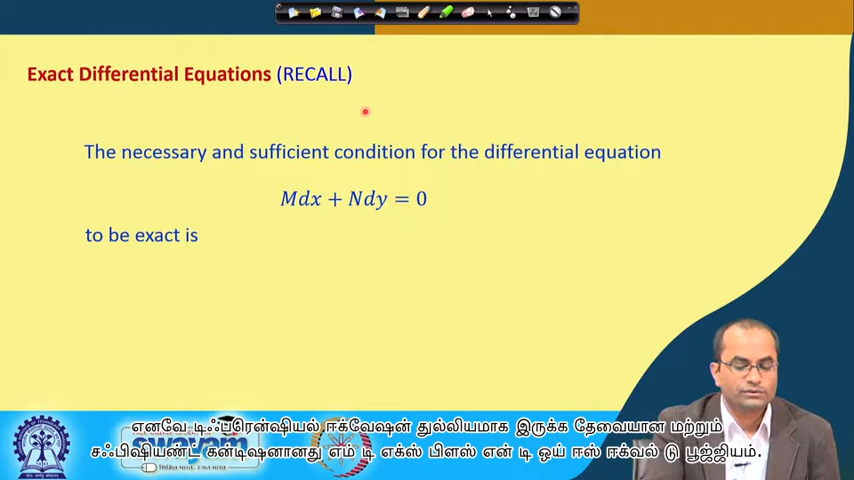 Exact Differential Equations (RECALL)
The necessary and sufficient condition for the differential equation
Mdx + Ndy = 0
to be exact is
swayam
எனவே டிஃபரென்ஷியல் ஈக்வேஷன் துல்லியமாக இருக்க தேவையான மற்றும்
சஃபிஷியண்ட் கன்டிஷனானது எம் டி எக்ஸ் பிளஸ் என் டி ஒய் ஈஸ் ஈக்வல் டு பூஜ்ஜியம்.